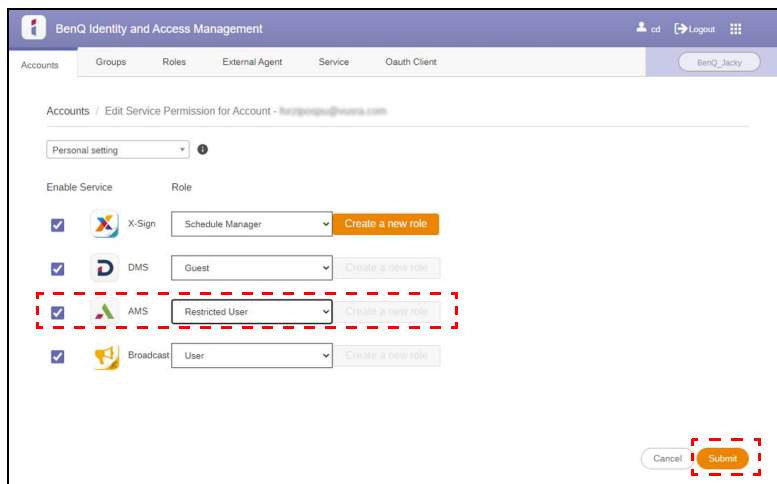 BenQ Identity and Access Management
cd Logout
Accounts Groups Roles External Agent Service Oauth Client BenQ_Jacky
Accounts / Edit Service Permission for Account -
Personal setting
Enable Service Role
X-Sign Schedule Manager Create a new role
DMS Guest Create a new role
AMS Restricted User Create a new role
Broadcast User Create a new role
Cancel Submit